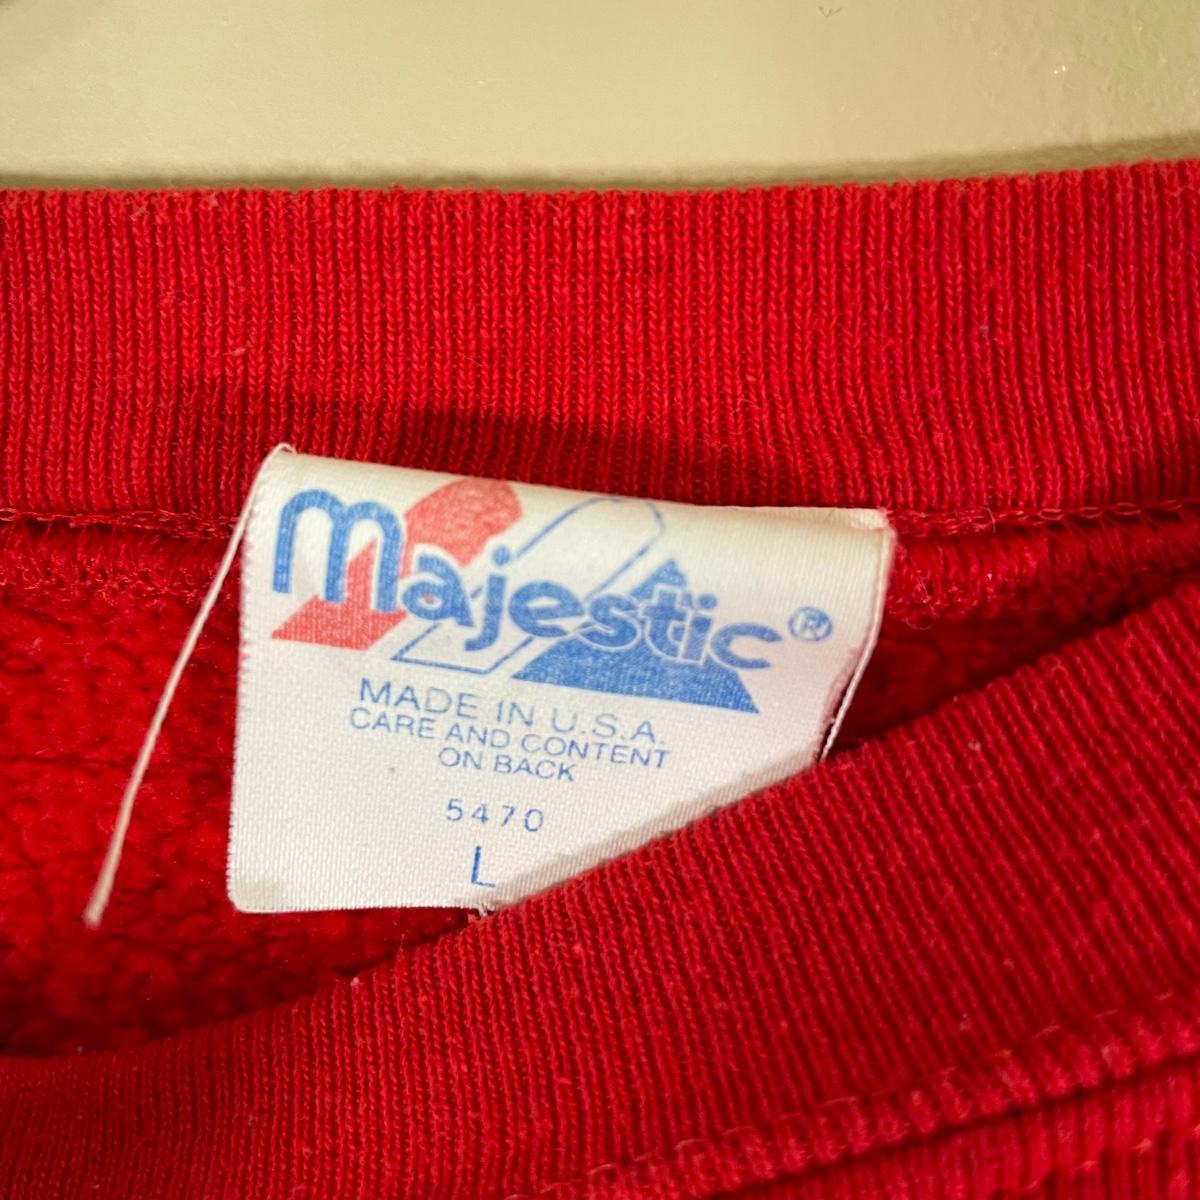 majestic ®
MADE IN U.S.A.
CARE AND CONTENT
ON BACK
5470
L